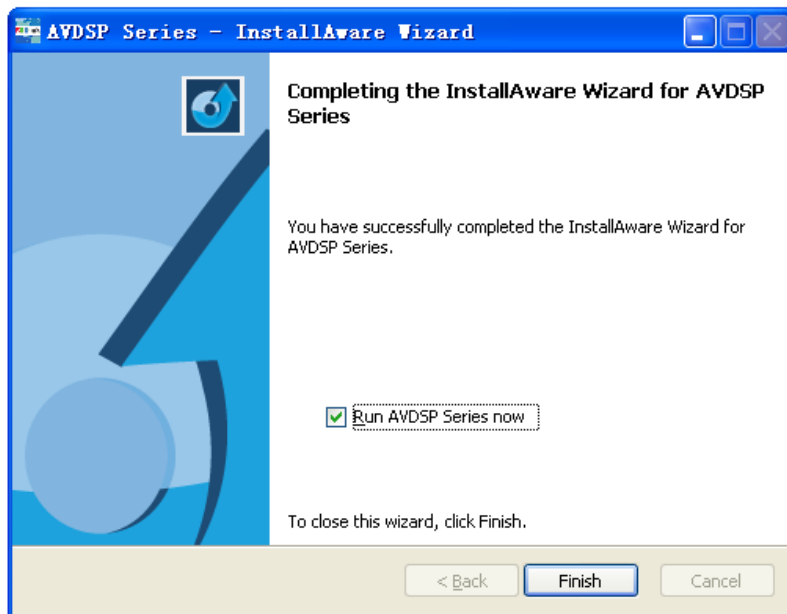 AVDSP Series - InstallAware Wizard
Completing the InstallAware Wizard for AVDSP
Series
You have successfully completed the InstallAware Wizard for
AVDSP Series.
Run AVDSP Series now
To close this wizard, click Finish.
< Back
Finish
Cancel